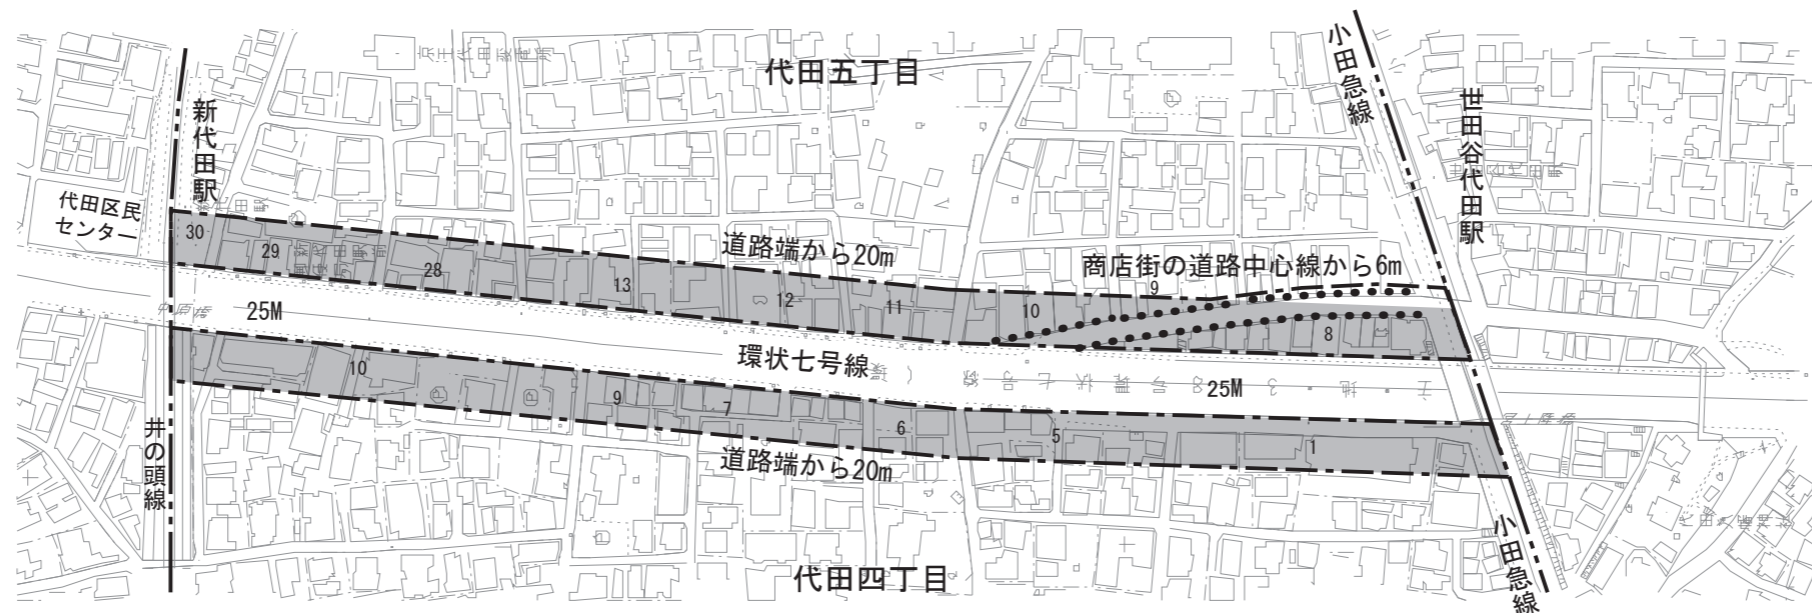 代田五丁目
小田急線
新代田駅
世田谷代田駅
代田区民
センター
30
29
28
13
12
11
10
9
8
道路端から20m
商店街の道路中心線から6m
25M
環状七号線
25M
10
9
7
6
5
1
道路端から20m
井の頭線
代田四丁目
小田急線